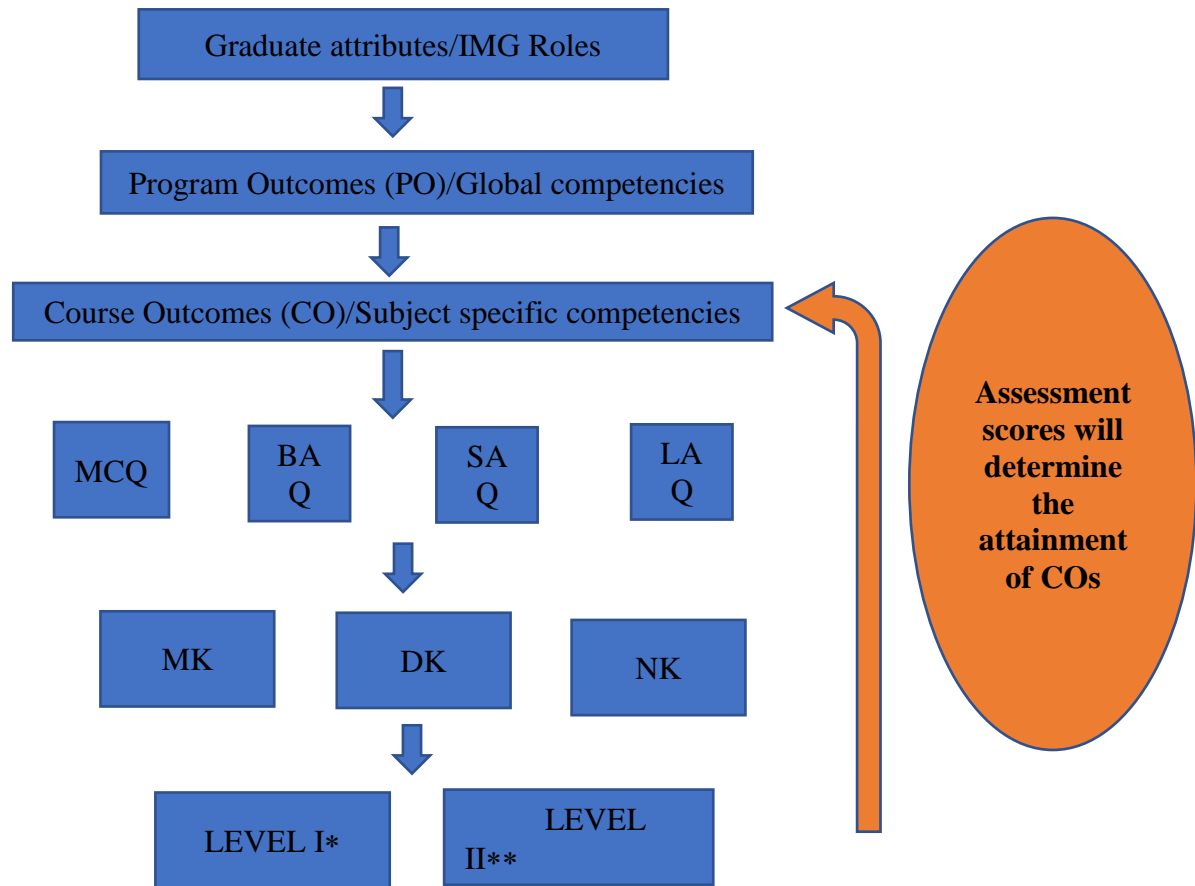 Graduate attributes/IMG Roles
Program Outcomes (PO)/Global competencies
Course Outcomes (CO)/Subject specific competencies
MCQ
BA
Q
SA
Q
LA
Q
MK
DK
NK
LEVEL I*
LEVEL
II**
Assessment
scores will
determine
the
attainment
of COs